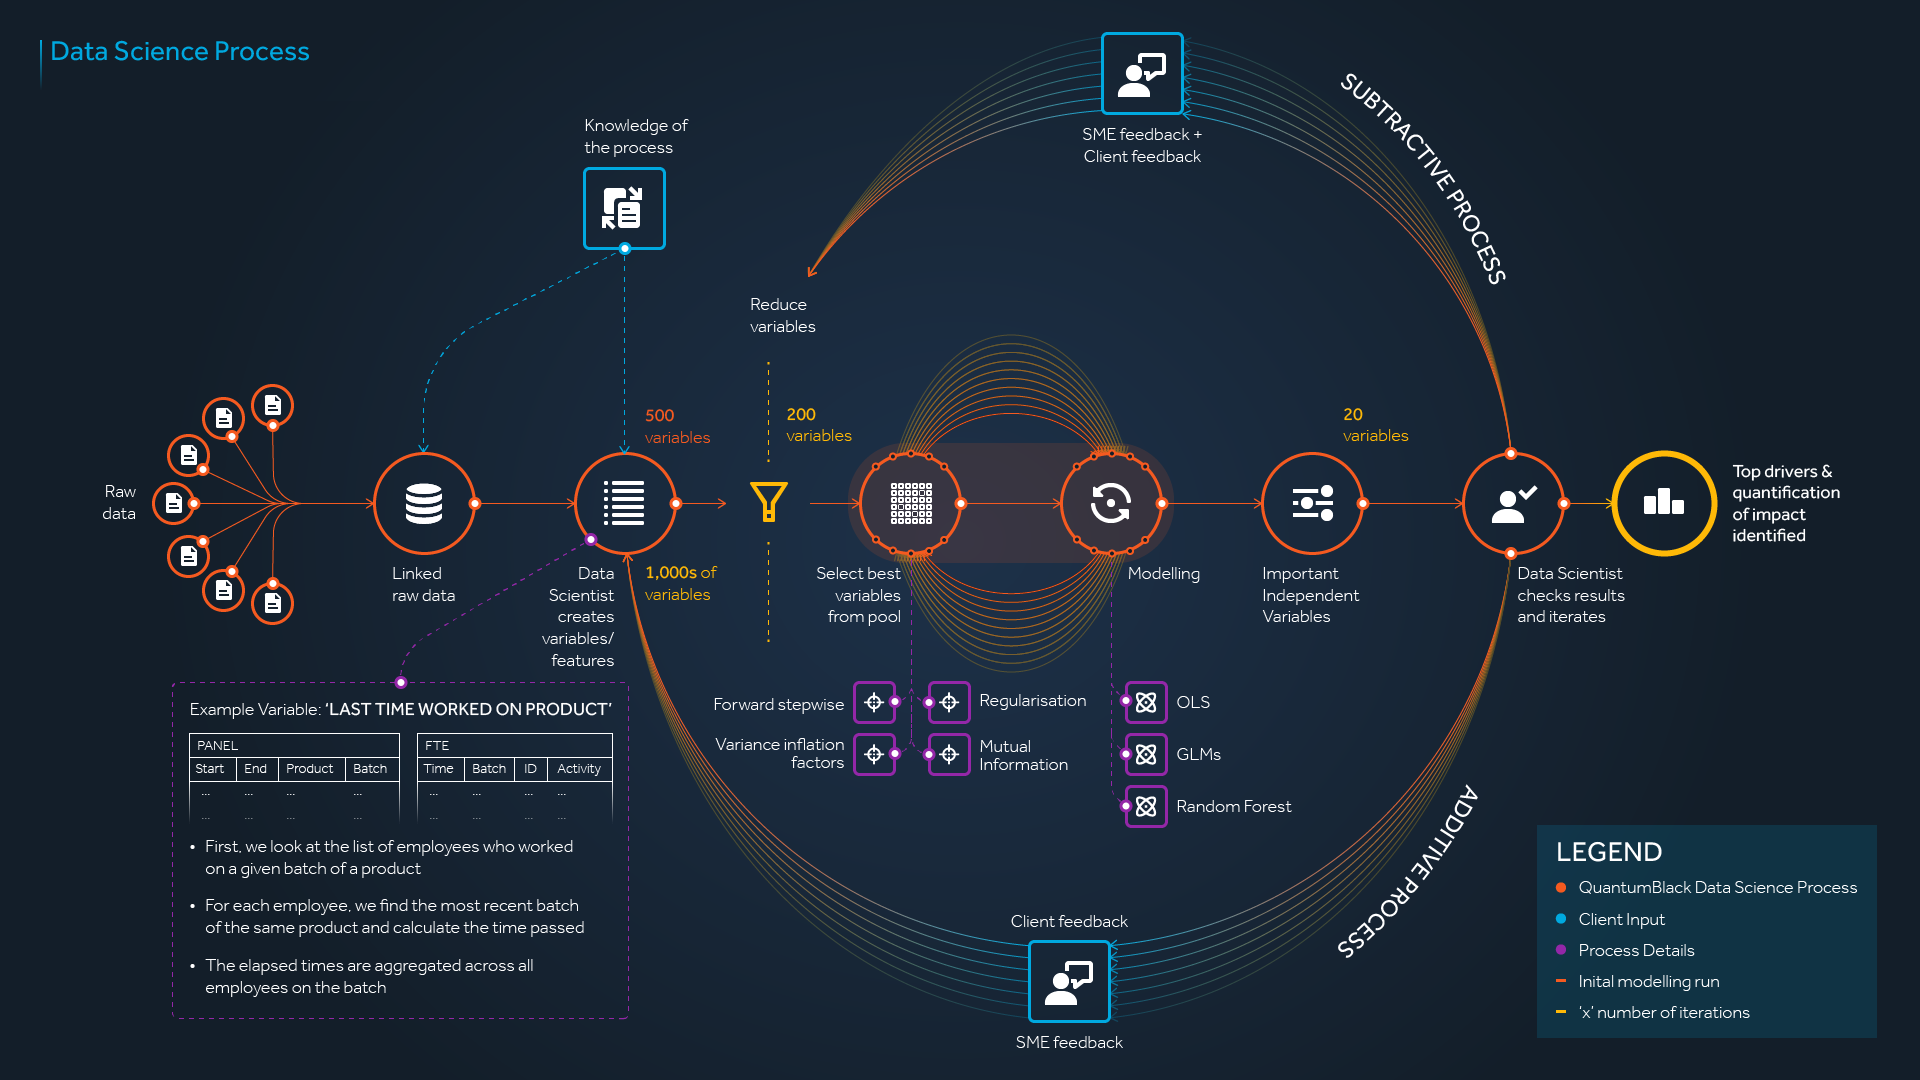 Data Science Process
Knowledge of
the process
SME feedback +
Client feedback
SUBTRACTIVE PROCESS
Reduce
variables
500
variables
200
variables
20
variables
Raw
data
Linked
raw data
Data
Scientist
creates
variables/
features
1,000s of
variables
Select best
variables
from pool
Modelling
Important
Independent
Variables
Data Scientist
checks results
and iterates
Top drivers &
quantification
of impact
identified
Forward stepwise
Variance inflation
factors
Regularisation
Mutual
Information
OLS
GLMs
Random Forest
Example Variable: ‘LAST TIME WORKED ON PRODUCT’
PANEL
Start End Product Batch
... ... ... ...
... ... ... ...
FTE
Time Batch ID Activity
... ... ... ...
... ... ... ...
• First, we look at the list of employees who worked
on a given batch of a product
• For each employee, we find the most recent batch
of the same product and calculate the time passed
• The elapsed times are aggregated across all
employees on the batch
ADDITIVE PROCESS
Client feedback
SME feedback
LEGEND
QuantumBlack Data Science Process
Client Input
Process Details
Inital modelling run
‘x’ number of iterations